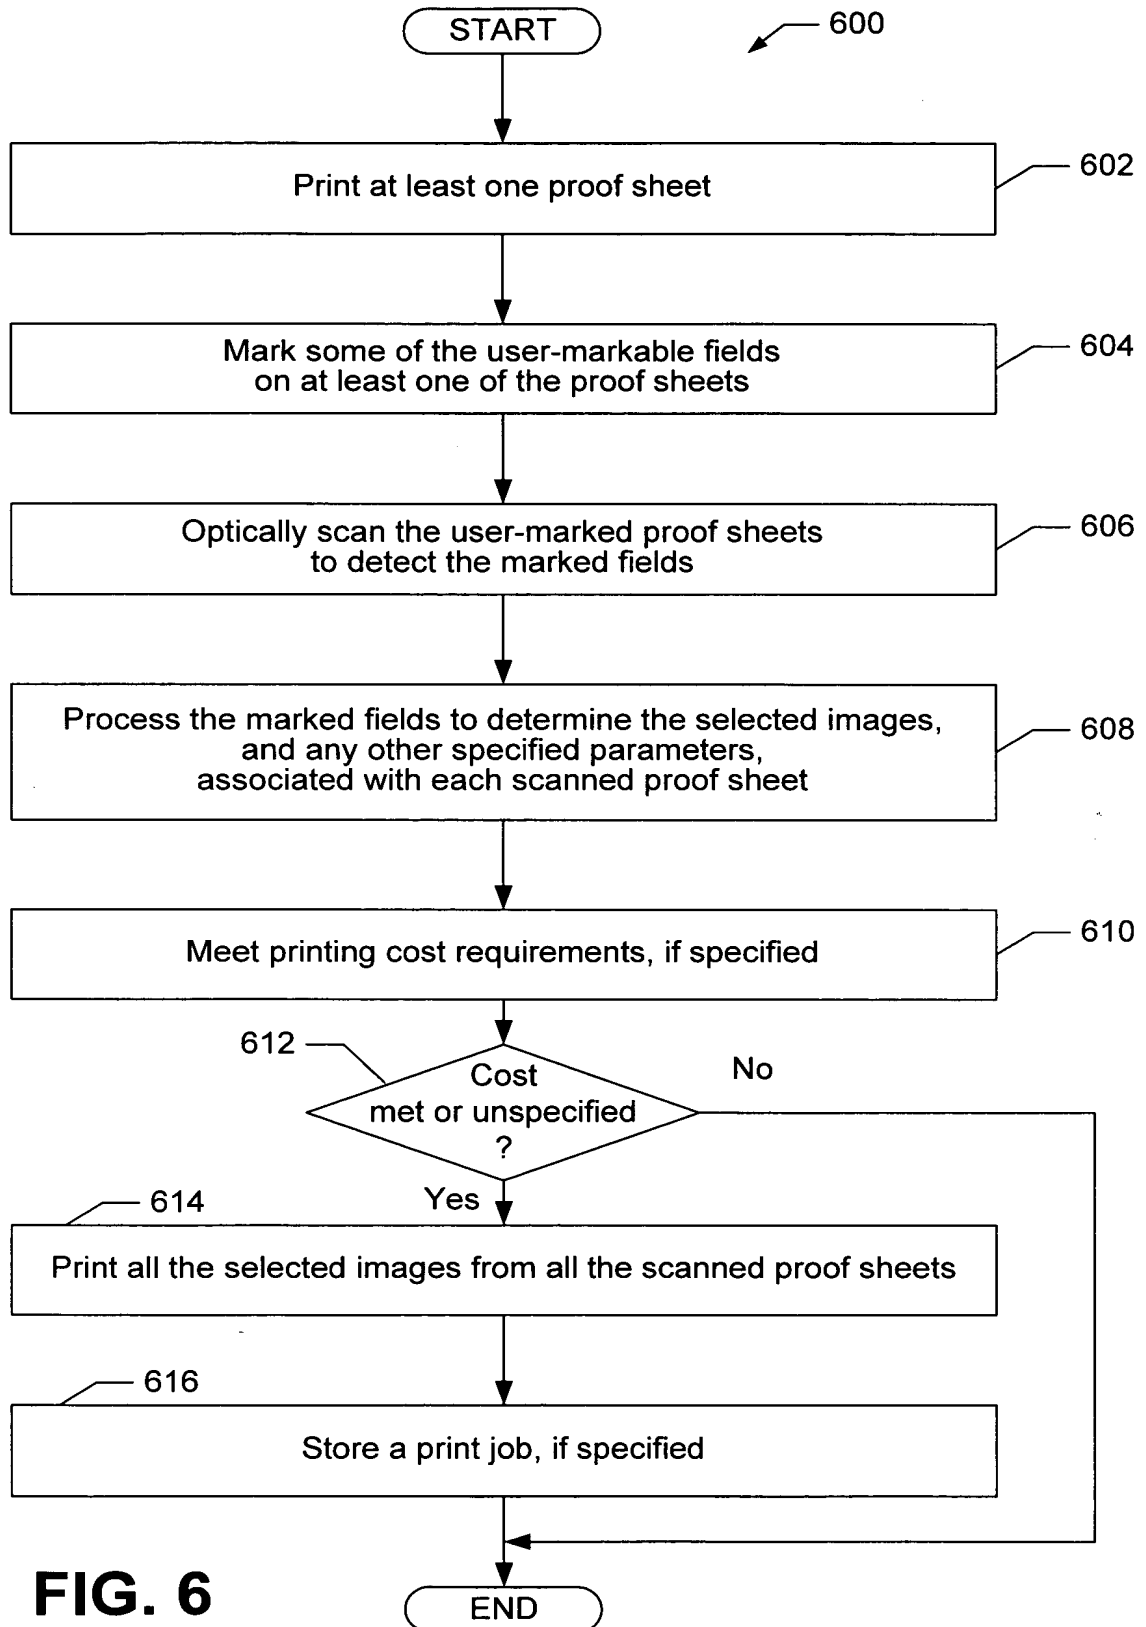 START
600
Print at least one proof sheet
602
Mark some of the user-markable fields
on at least one of the proof sheets
604
Optically scan the user-marked proof sheets
to detect the marked fields
606
Process the marked fields to determine the selected images,
and any other specified parameters,
associated with each scanned proof sheet
608
Meet printing cost requirements, if specified
610
612
Cost
met or unspecified
?
No
Yes
614
Print all the selected images from all the scanned proof sheets
616
Store a print job, if specified
FIG. 6
END